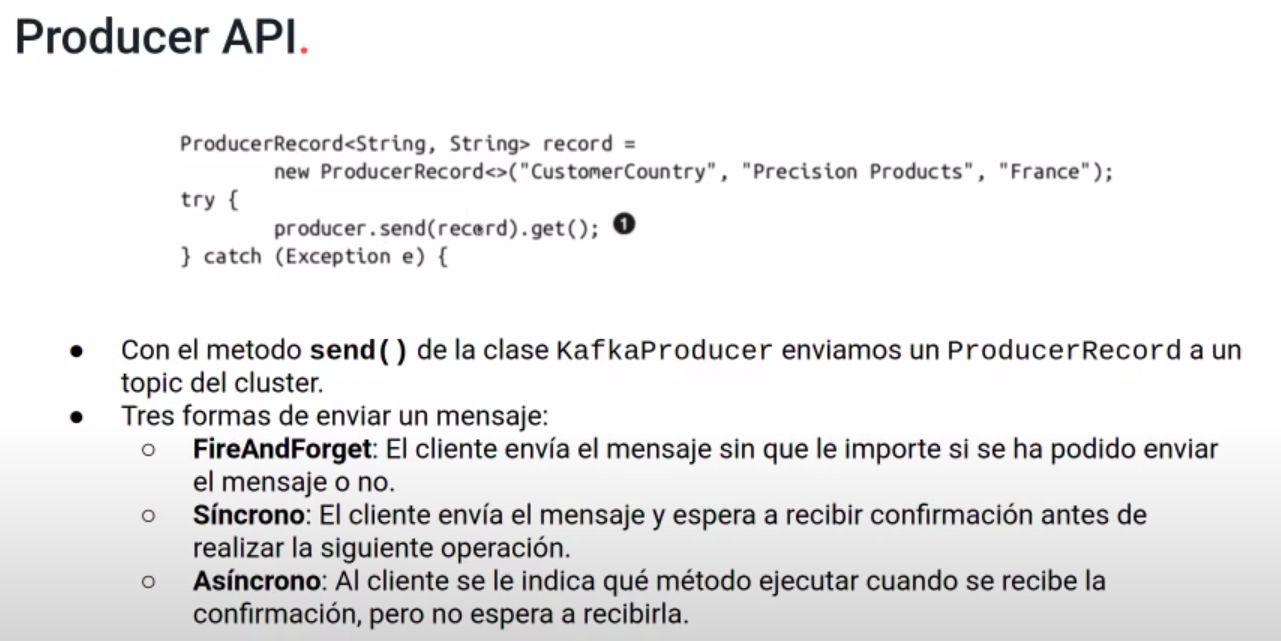 Producer API.
ProducerRecord<String, String> record =
new ProducerRecord<>("CustomerCountry", "Precision Products", "France");
try {
producer.send(record).get(); 1
} catch (Exception e) {
● Con el metodo send() de la clase KafkaProducer enviamos un ProducerRecord a un
topic del cluster.
● Tres formas de enviar un mensaje:
○ FireAndForget: El cliente envía el mensaje sin que le importe si se ha podido enviar
el mensaje o no.
○ Síncrono: El cliente envía el mensaje y espera a recibir confirmación antes de
realizar la siguiente operación.
○ Asíncrono: Al cliente se le indica qué método ejecutar cuando se recibe la
confirmación, pero no espera a recibirla.